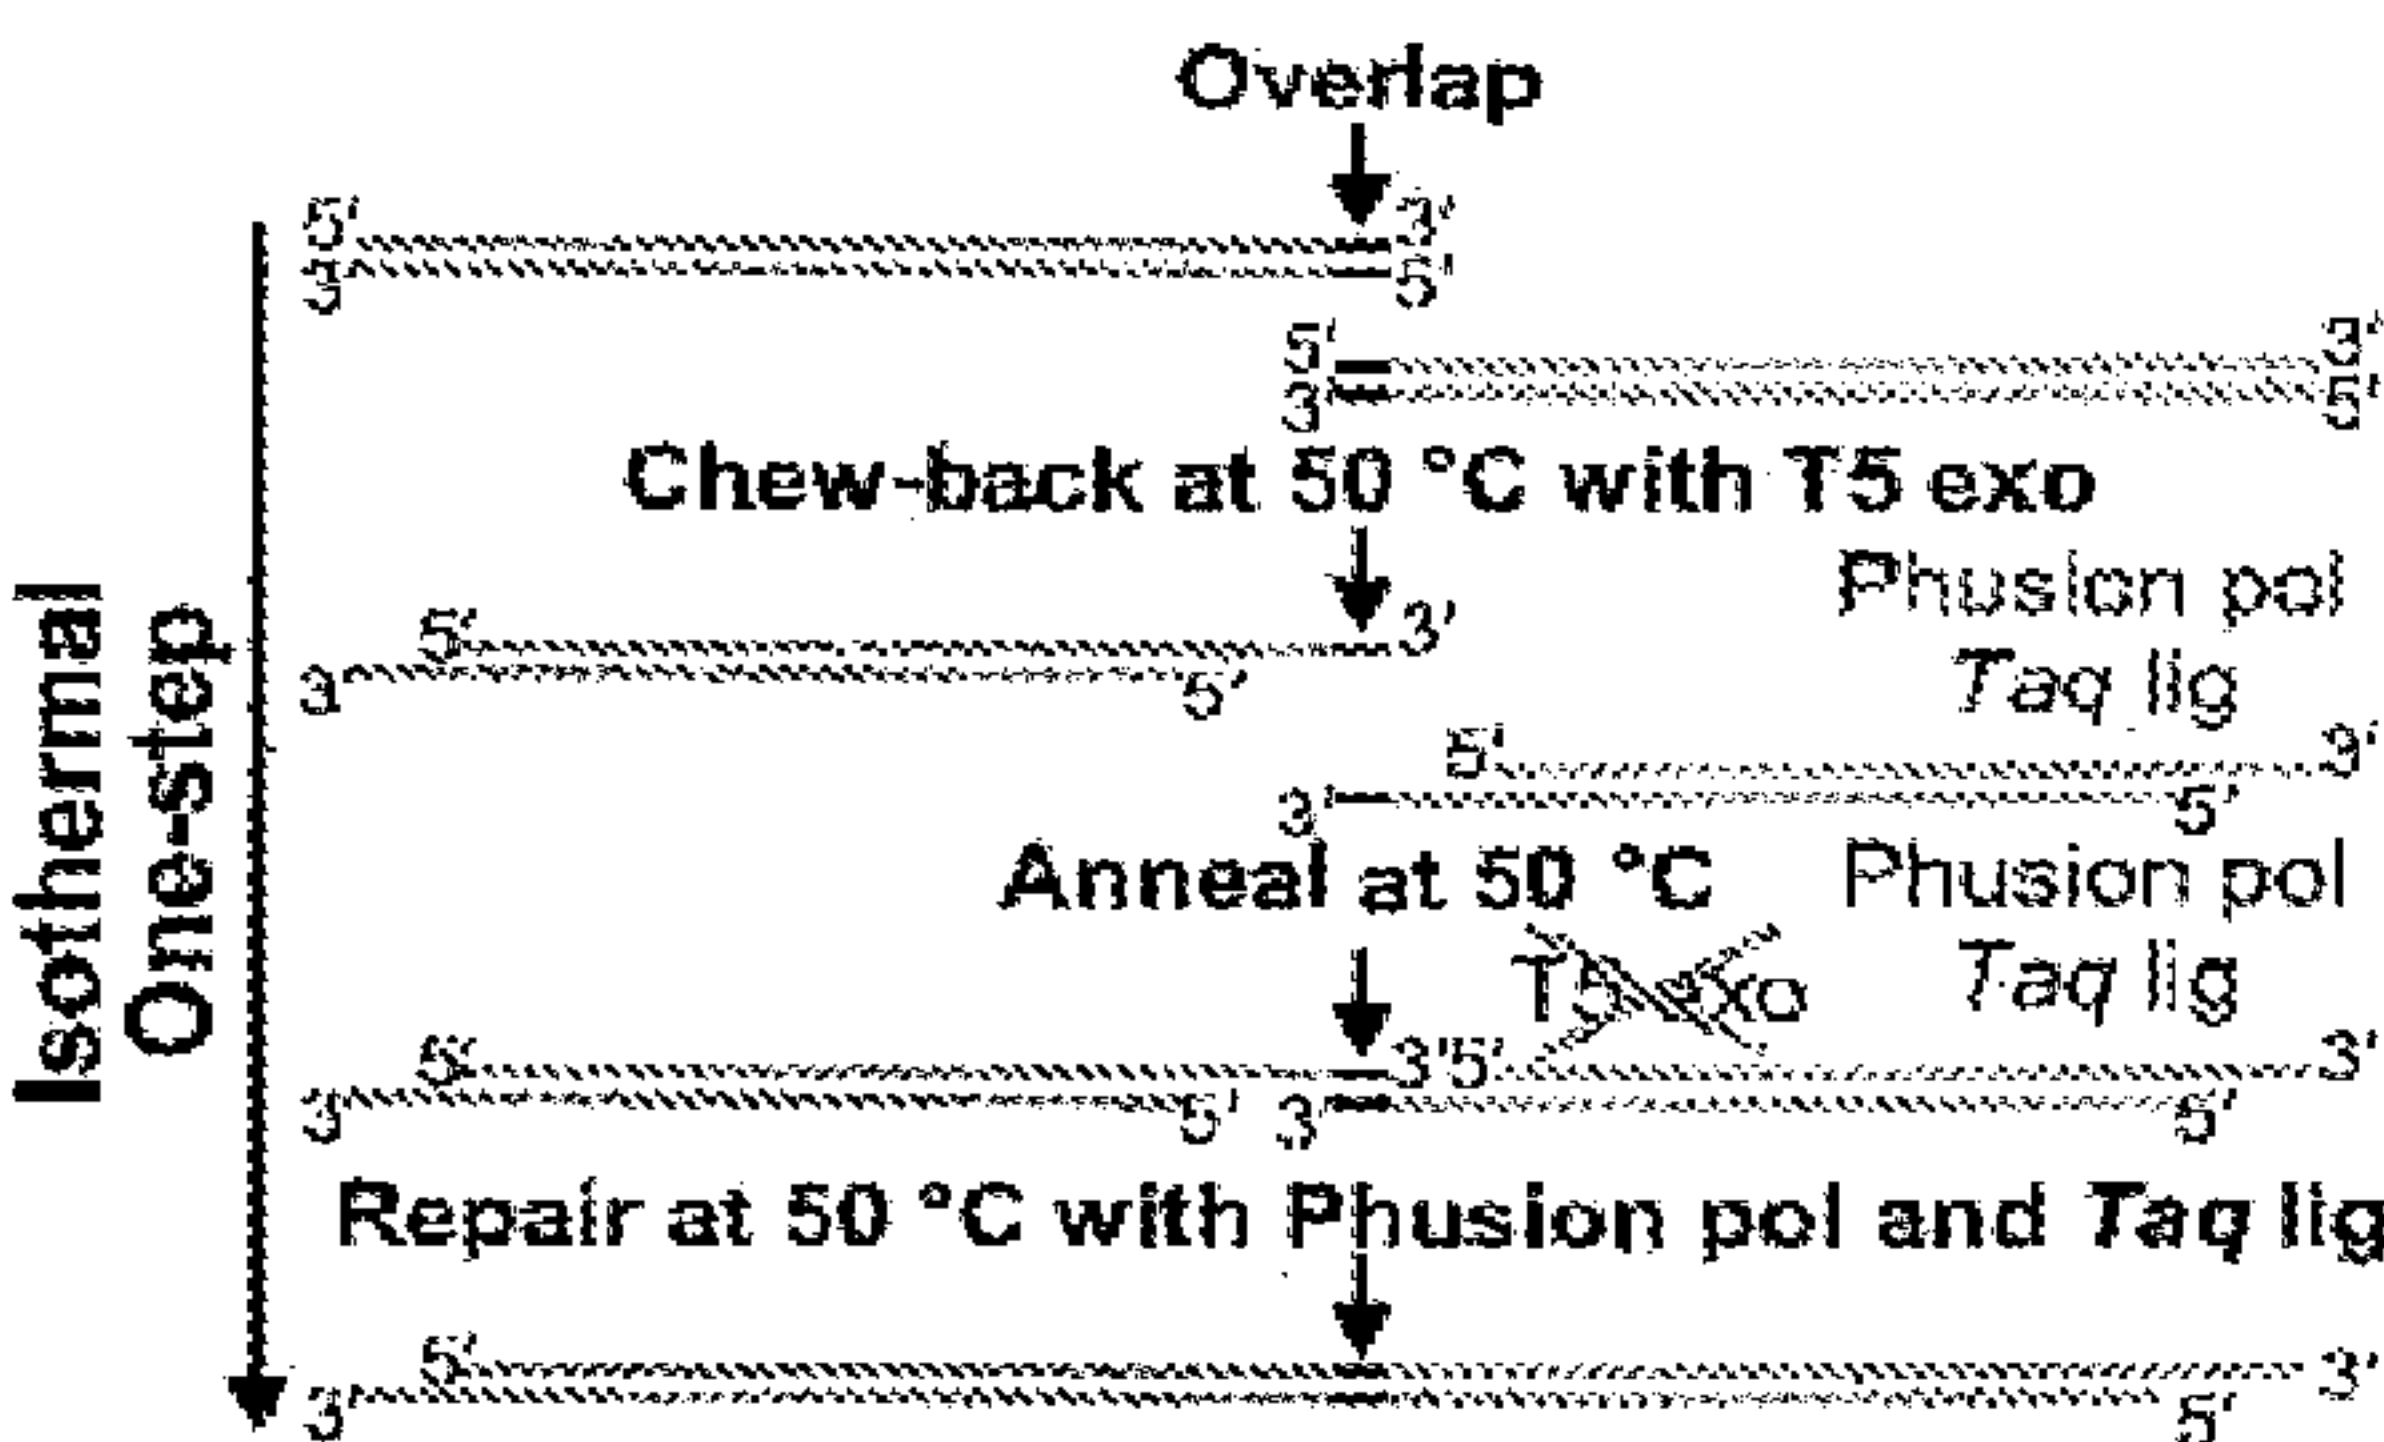 Overlap
5' 3'
3' 5'
5' 3'
3' 5'
Chew-back at 50 °C with T5 exo
Phusion pol
Taq lig
5' 3'
3' 5'
5' 3'
3' 5'
Anneal at 50 °C
Phusion pol
Taq lig
T5 exo
5' 3' 5' 3'
3' 5' 3' 5'
Repair at 50 °C with Phusion pol and Taq lig
5' 3'
3' 5'
Isothermal
One-step